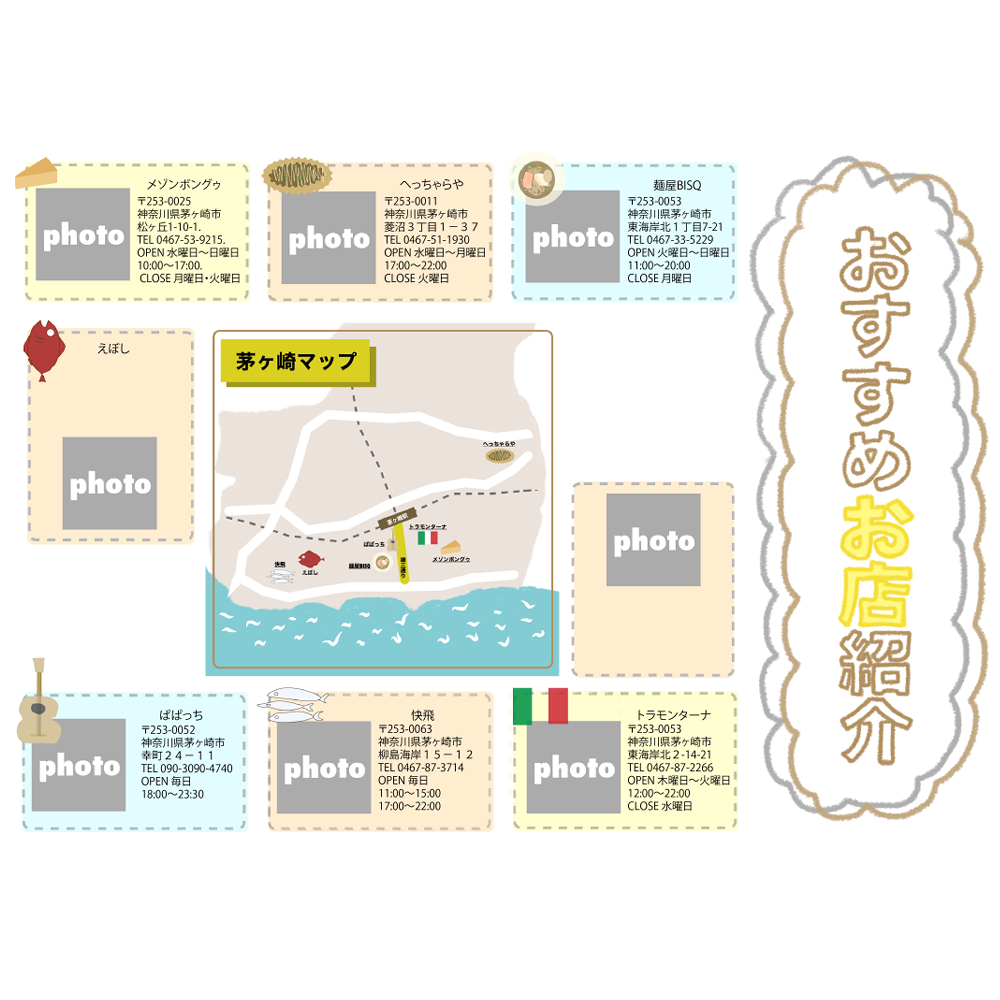 おすすめお店紹介
photo
メゾンボングゥ
〒253-0025
神奈川県茅ヶ崎市
松ヶ丘1-10-1.
TEL 0467-53-9215.
OPEN 水曜日〜日曜日
10:00〜17:00.
CLOSE 月曜日・火曜日
photo
へっちゃらや
〒253-0011
神奈川県茅ヶ崎市
菱沼３丁目１－３７
TEL 0467-51-1930
OPEN 水曜日〜月曜日
17:00〜22:00
CLOSE 火曜日
photo
麺屋BISQ
〒253-0053
神奈川県茅ヶ崎市
東海岸北１丁目7-21
TEL 0467-33-5229
OPEN 火曜日〜日曜日
11:00〜20:00
CLOSE 月曜日
えぼし
photo
茅ヶ崎マップ
へっちゃらや
茅ヶ崎駅
トラモンターナ
ぱぱっち
メゾンボングゥ
麺屋BISQ
快飛
えぼし
雄三通り
photo
ぱぱっち
〒253-0052
神奈川県茅ヶ崎市
幸町２４－１１
TEL 090-3090-4740
OPEN 毎日
18:00〜23:30
photo
快飛
〒253-0063
神奈川県茅ヶ崎市
柳島海岸１５－１２
TEL 0467-87-3714
OPEN 毎日
11:00〜15:00
17:00〜22:00
photo
トラモンターナ
〒253-0053
神奈川県茅ヶ崎市
東海岸北２-14-21
TEL 0467-87-2266
OPEN 木曜日〜火曜日
12:00〜22:00
CLOSE 水曜日
photo